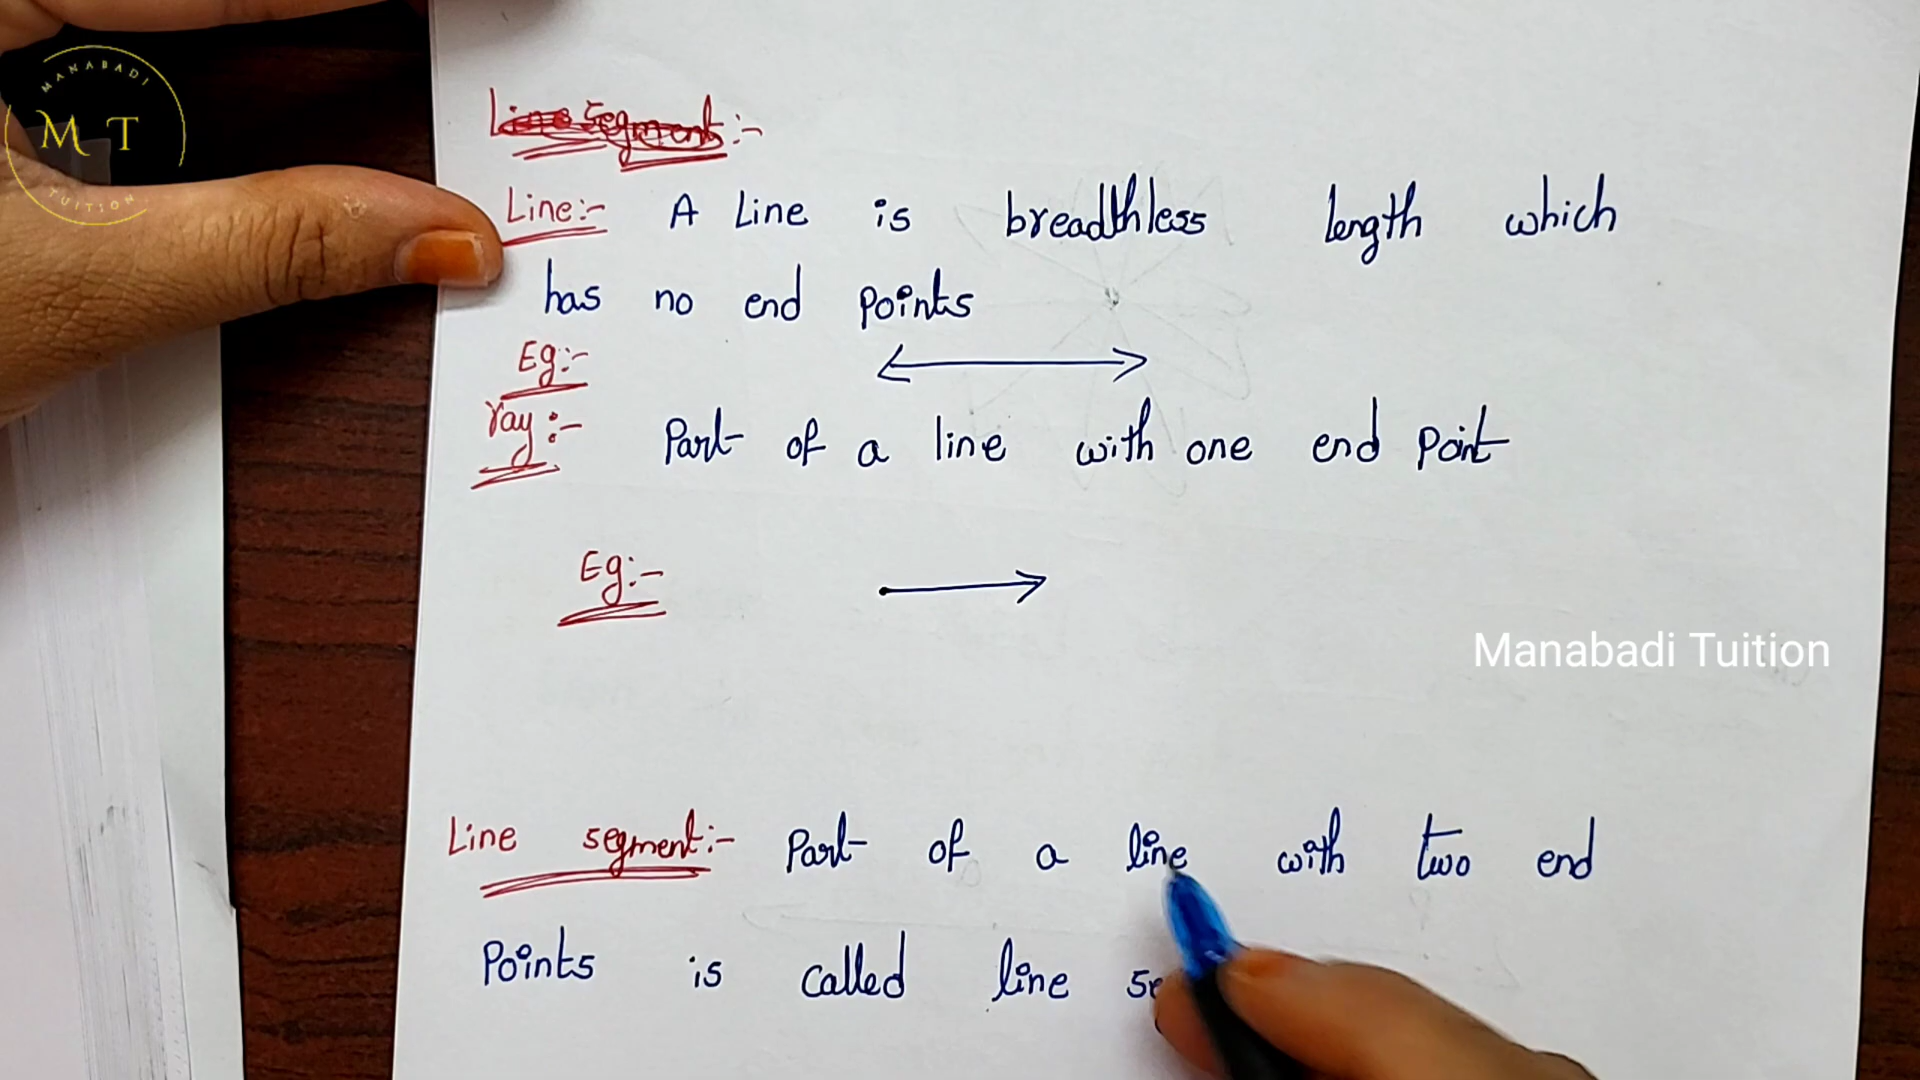 MANABADI
M T
TUITION
Line Segment :-
Line:- A Line is breadthless length which
has no end points
Eg:-
ray :- Part of a line with one end point
Eg:-
Manabadi Tuition
Line segment:- Part of a line with two end
Points is called line